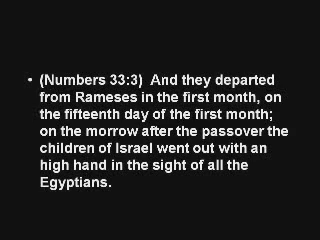 • (Numbers 33:3)  And they departed
from Rameses in the first month, on
the fifteenth day of the first month;
on the morrow after the passover the
children of Israel went out with an
high hand in the sight of all the
Egyptians.